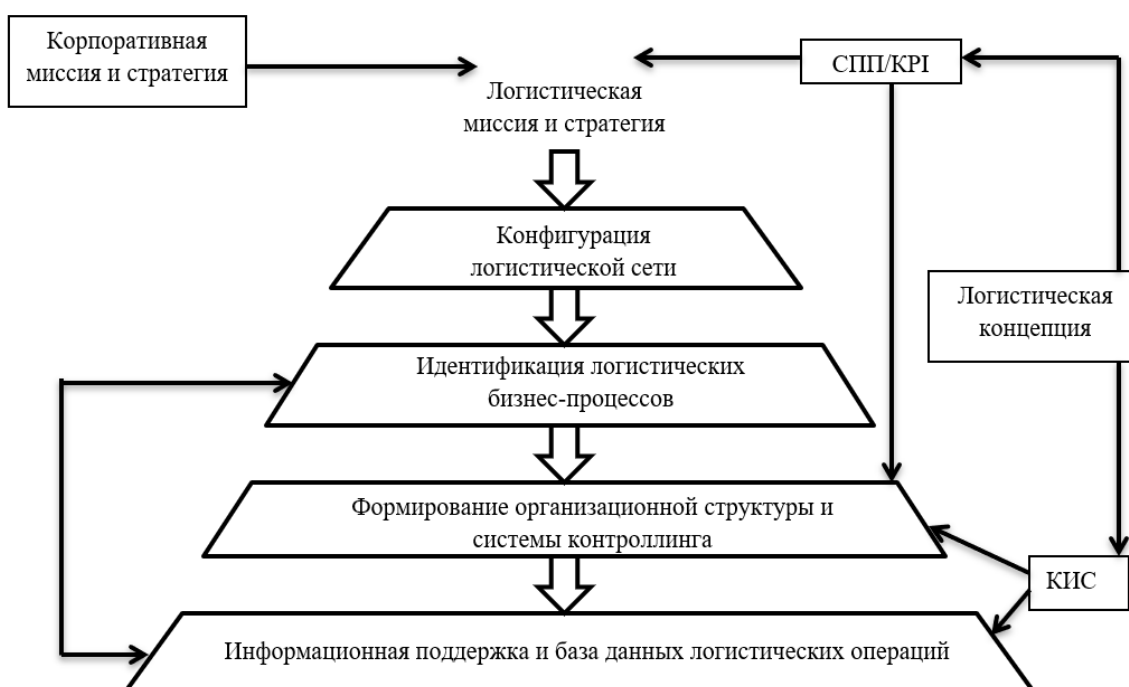 Корпоративная
миссия и стратегия
СПП/KPI
Логистическая
миссия и стратегия
Конфигурация
логистической сети
Логистическая
концепция
Идентификация логистических
бизнес-процессов
Формирование организационной структуры и
системы контроллинга
КИС
Информационная поддержка и база данных логистических операций